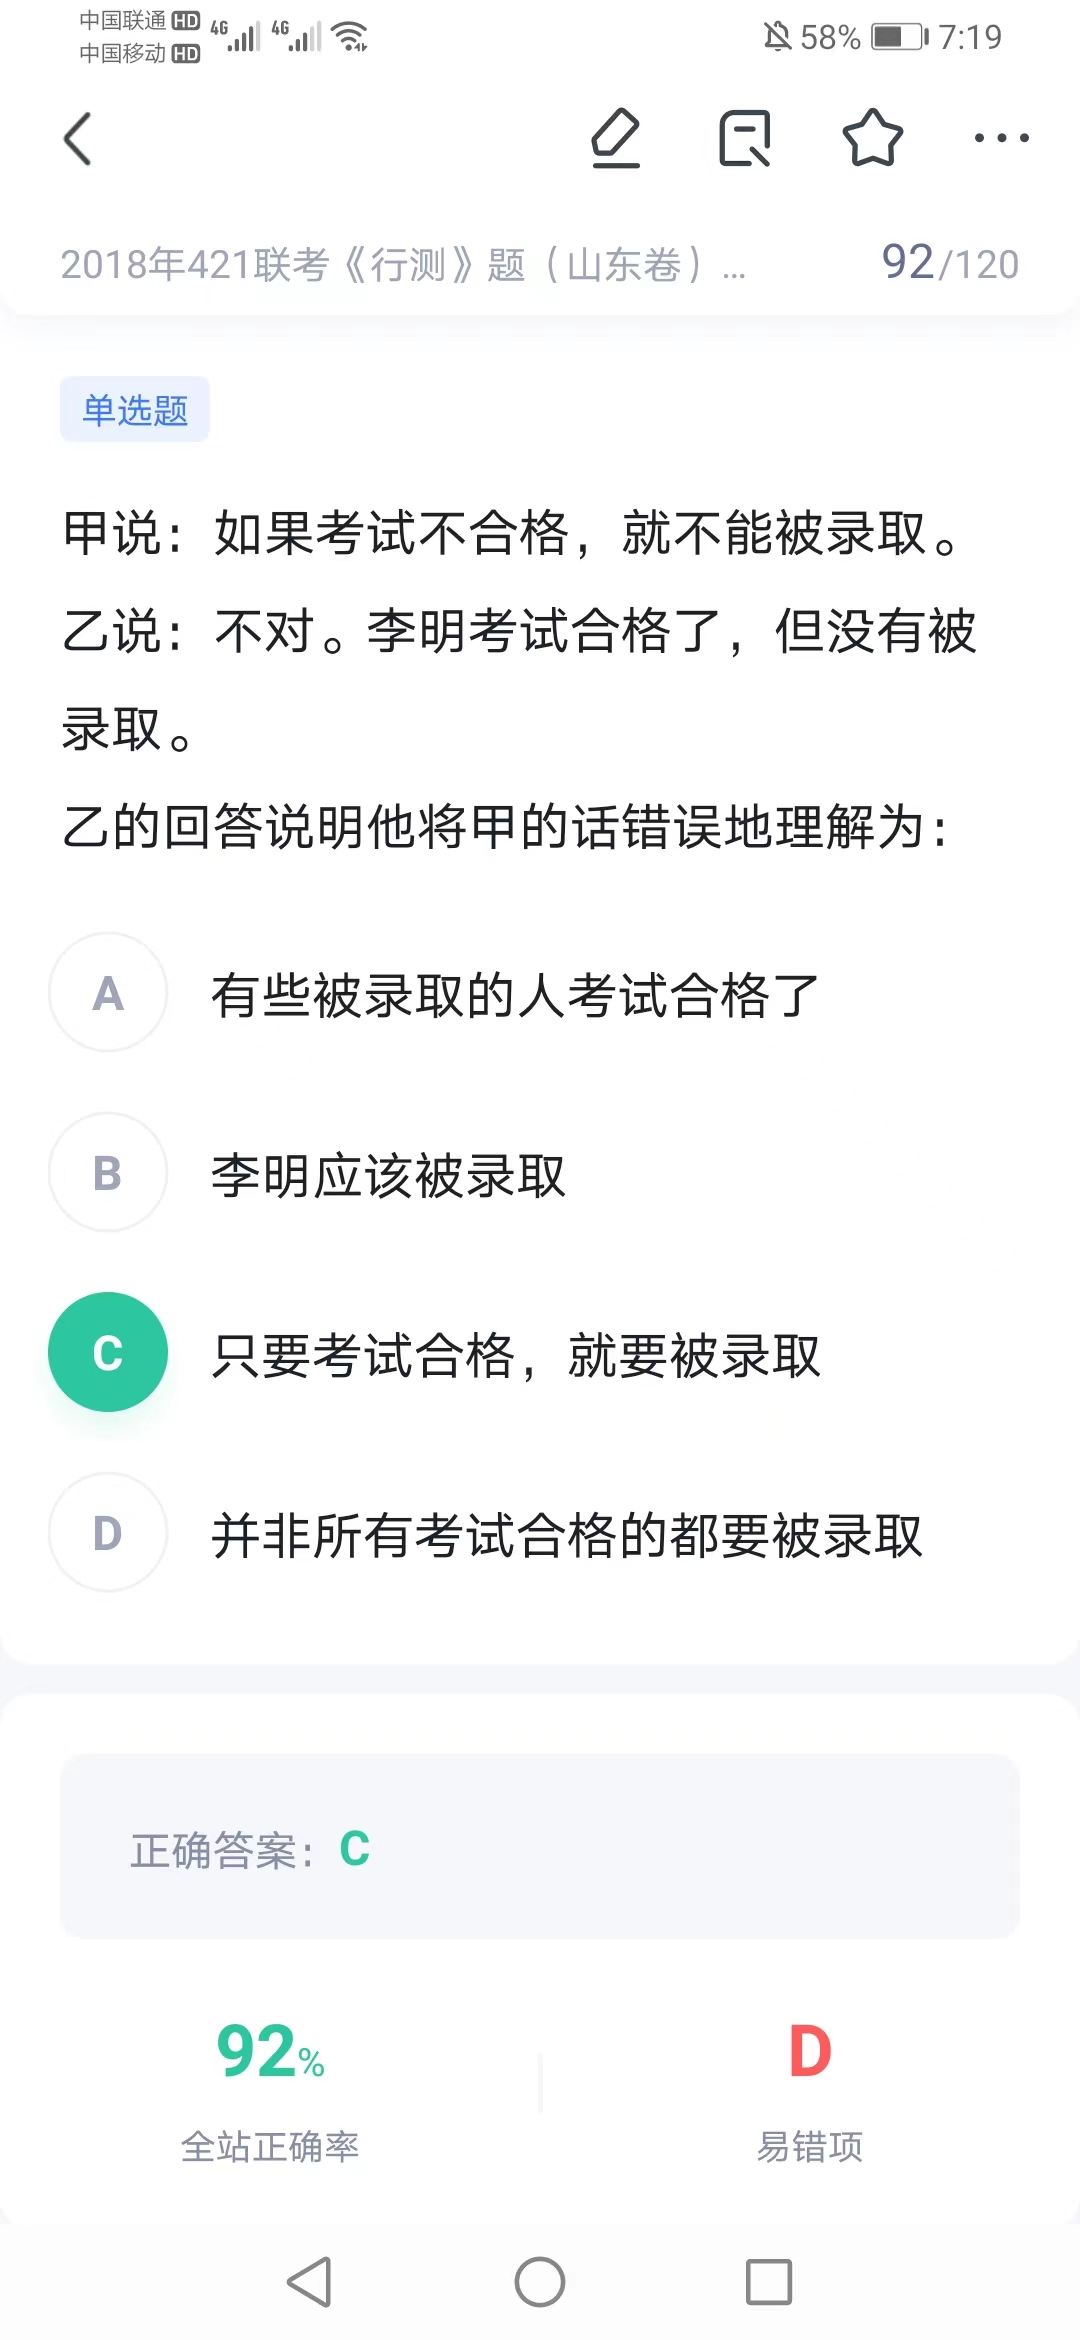 中国联通 HD 4G 4G 58% 7:19
中国移动 HD
2018年421联考《行测》题（山东卷）... 92/120
单选题
甲说：如果考试不合格，就不能被录取。
乙说：不对。李明考试合格了，但没有被
录取。
乙的回答说明他将甲的话错误地理解为：
A 有些被录取的人考试合格了
B 李明应该被录取
C 只要考试合格，就要被录取
D 并非所有考试合格的都要被录取
正确答案：C
92% D
全站正确率 易错项